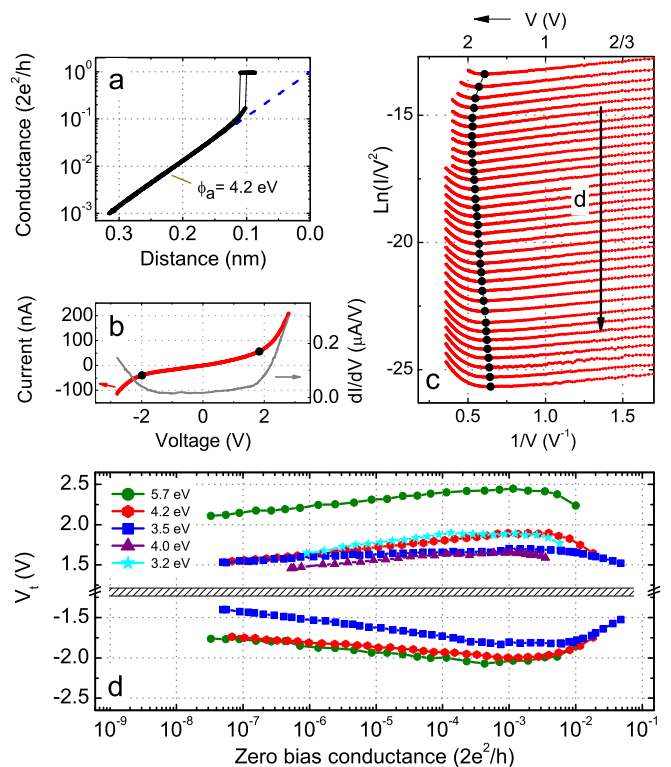 a
Conductance (2e²/h)
10⁰
10⁻¹
10⁻²
10⁻³
ϕₐ= 4.2 eV
0.3 0.2 0.1 0.0
Distance (nm)
b
Current (nA)
200
100
0
-100
0.2
0.0
dI/dV (µA/V)
-2 0 2
Voltage (V)
V (V)
2 1 2/3
Ln(I/V²)
-15
-20
-25
d
c
0.5 1.0 1.5
1/V (V⁻¹)
Vₜ (V)
2.5
2.0
1.5
-1.5
-2.0
-2.5
5.7 eV
4.2 eV
3.5 eV
4.0 eV
3.2 eV
d
10⁻⁹ 10⁻⁸ 10⁻⁷ 10⁻⁶ 10⁻⁵ 10⁻⁴ 10⁻³ 10⁻² 10⁻¹
Zero bias conductance (2e²/h)